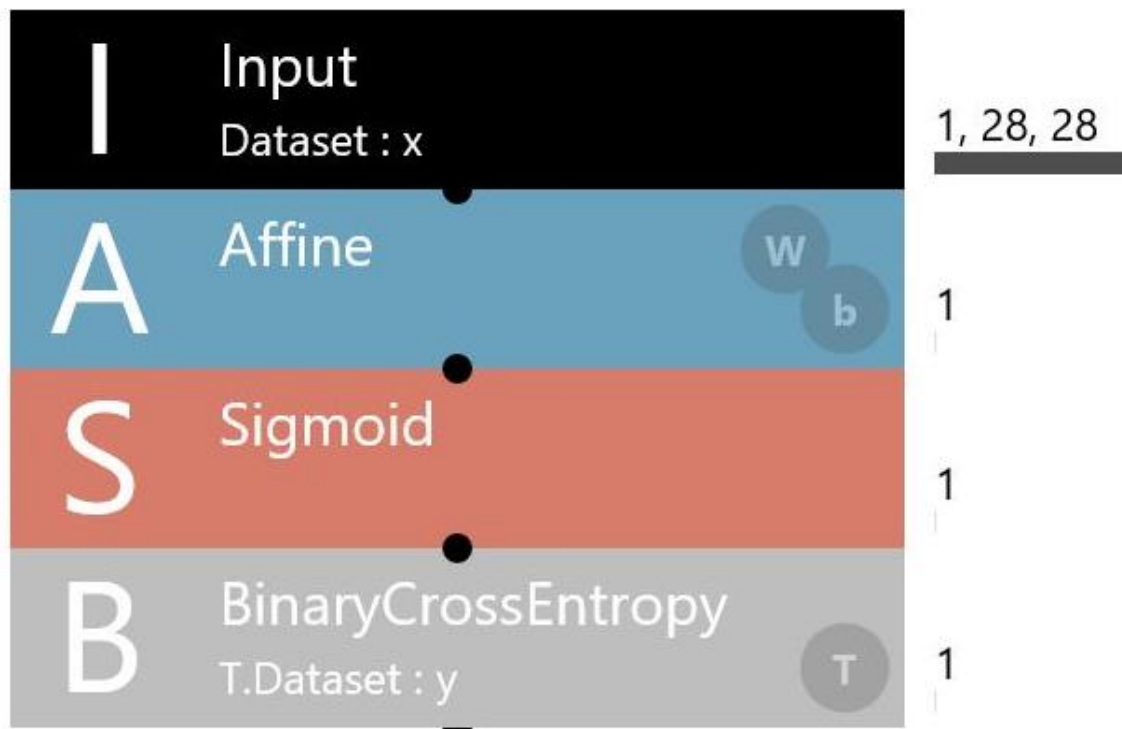 I
Input
Dataset : x
1, 28, 28
A
Affine
W
b
1
S
Sigmoid
1
B
BinaryCrossEntropy
T.Dataset : y
T
1